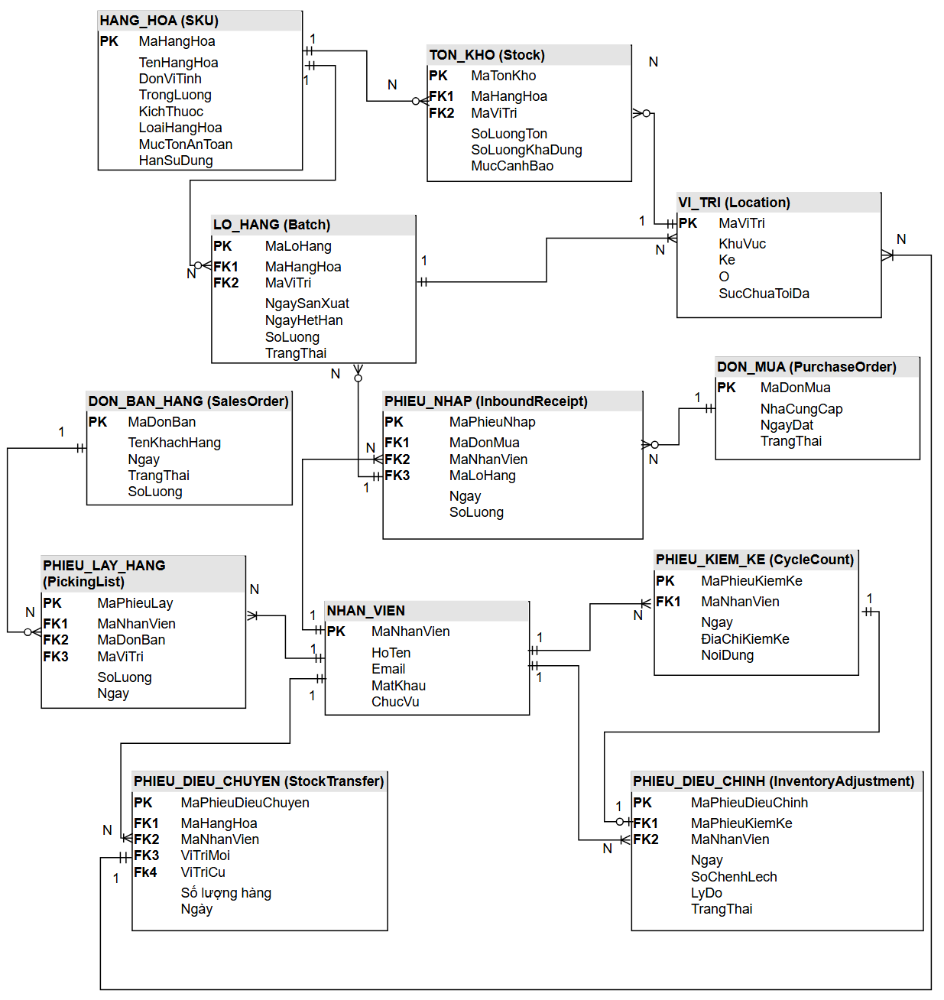 HANG_HOA (SKU)
PK MaHangHoa
TenHangHoa
DonViTinh
TrongLuong
KichThuoc
LoaiHangHoa
MucTonAnToan
HanSuDung
1
1
N
N
TON_KHO (Stock)
PK MaTonKho
FK1 MaHangHoa
FK2 MaViTri
SoLuongTon
SoLuongKhaDung
MucCanhBao
N
1
VI_TRI (Location)
PK MaViTri
KhuVuc
Ke
O
SucChuaToiDa
N
N
LO_HANG (Batch)
PK MaLoHang
FK1 MaHangHoa
FK2 MaViTri
NgaySanXuat
NgayHetHan
SoLuong
TrangThai
1
N
DON_MUA (PurchaseOrder)
PK MaDonMua
NhaCungCap
NgayDat
TrangThai
1
N
DON_BAN_HANG (SalesOrder)
PK MaDonBan
TenKhachHang
Ngay
TrangThai
SoLuong
1
PHIEU_NHAP (InboundReceipt)
PK MaPhieuNhap
FK1 MaDonMua
FK2 MaNhanVien
FK3 MaLoHang
Ngay
SoLuong
N
1
PHIEU_LAY_HANG
(PickingList)
PK MaPhieuLay
FK1 MaNhanVien
FK2 MaDonBan
FK3 MaViTri
SoLuong
Ngay
N
N
NHAN_VIEN
PK MaNhanVien
HoTen
Email
MatKhau
ChucVu
1
1
1
1
1
PHIEU_KIEM_KE (CycleCount)
PK MaPhieuKiemKe
FK1 MaNhanVien
Ngay
ĐiaChiKiemKe
NoiDung
N
1
PHIEU_DIEU_CHUYEN (StockTransfer)
PK MaPhieuDieuChuyen
FK1 MaHangHoa
FK2 MaNhanVien
FK3 ViTriMoi
Fk4 ViTriCu
Số lượng hàng
Ngày
N
1
PHIEU_DIEU_CHINH (InventoryAdjustment)
PK MaPhieuDieuChinh
FK1 MaPhieuKiemKe
FK2 MaNhanVien
Ngay
SoChenhLech
LyDo
TrangThai
1
N